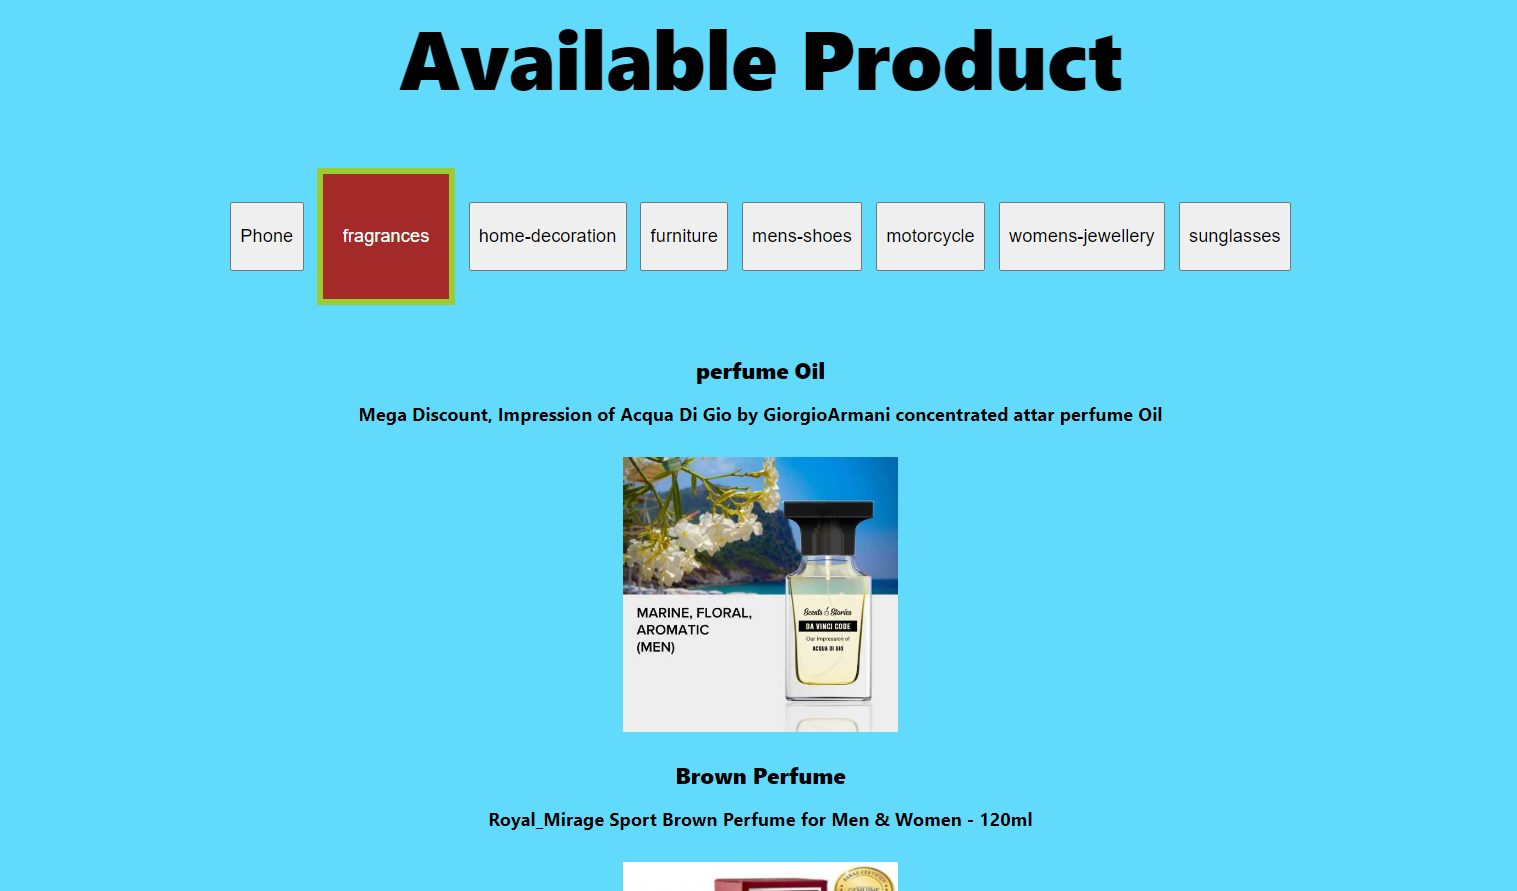 Available Product
Phone
fragrances
home-decoration
furniture
mens-shoes
motorcycle
womens-jewellery
sunglasses
perfume Oil
Mega Discount, Impression of Acqua Di Gio by GiorgioArmani concentrated attar perfume Oil
MARINE, FLORAL,
AROMATIC
(MEN)
Scents Stories
DA VINCI CODE
Our Impression of
ACQUA DI GIO
Brown Perfume
Royal_Mirage Sport Brown Perfume for Men & Women - 120ml